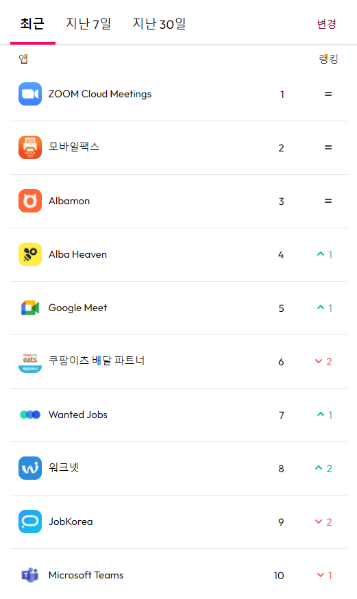 최근 지난 7일 지난 30일 변경
앱 랭킹
ZOOM Cloud Meetings 1 =
모바일팩스 2 =
Albamon 3 =
Alba Heaven 4 1
Google Meet 5 1
eats
쿠팡이츠 배달 파트너 6 2
Wanted Jobs 7 1
워크넷 8 2
JobKorea 9 2
Microsoft Teams 10 1